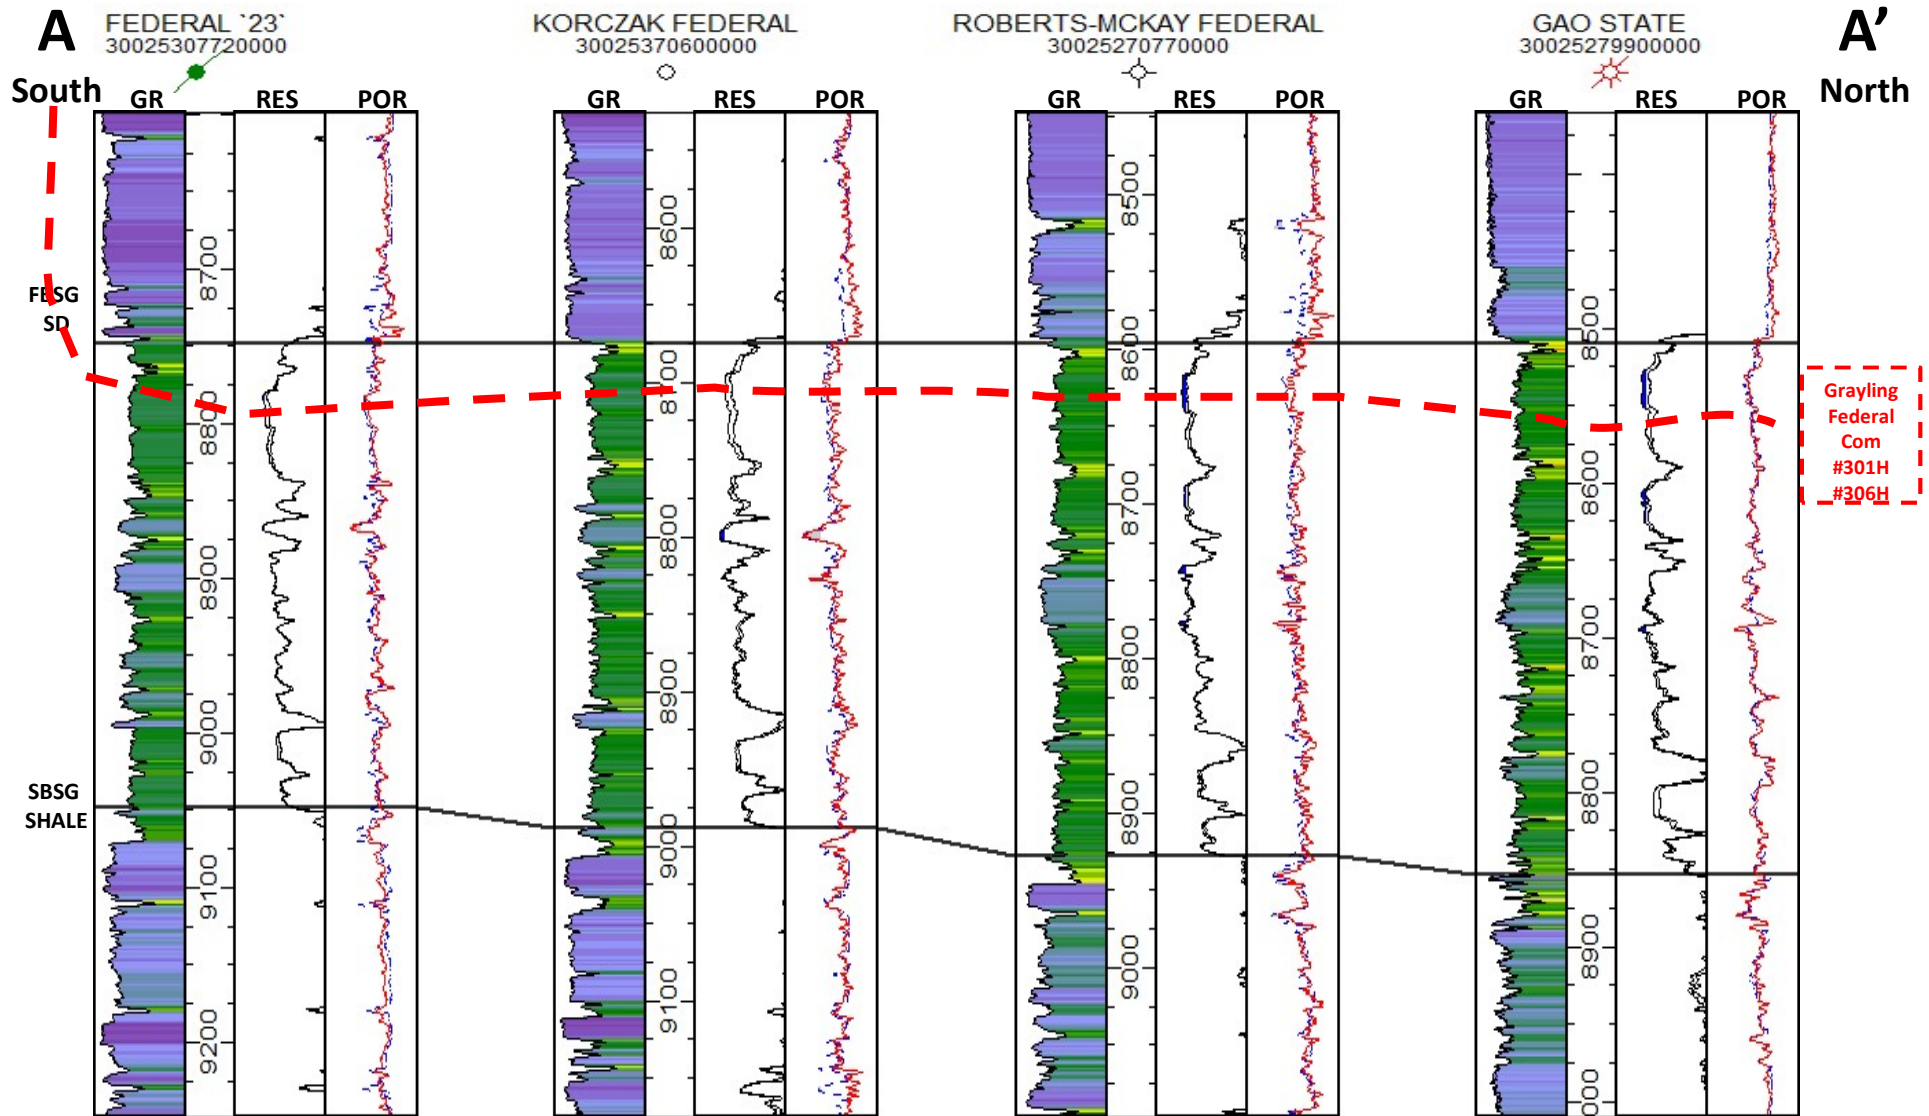 A
FEDERAL `23`
30025307720000
KORCZAK FEDERAL
30025370600000
ROBERTS-MCKAY FEDERAL
30025270770000
GAO STATE
30025279900000
A'
South
North
GR RES POR
GR RES POR
GR RES POR
GR RES POR
FBSG
SD
SBSG
SHALE
8700
8800
8900
9000
9100
9200
8600
8700
8800
8900
9000
9100
8500
8600
8700
8800
8900
9000
8500
8600
8700
8800
8900
Grayling
Federal
Com
#301H
#306H